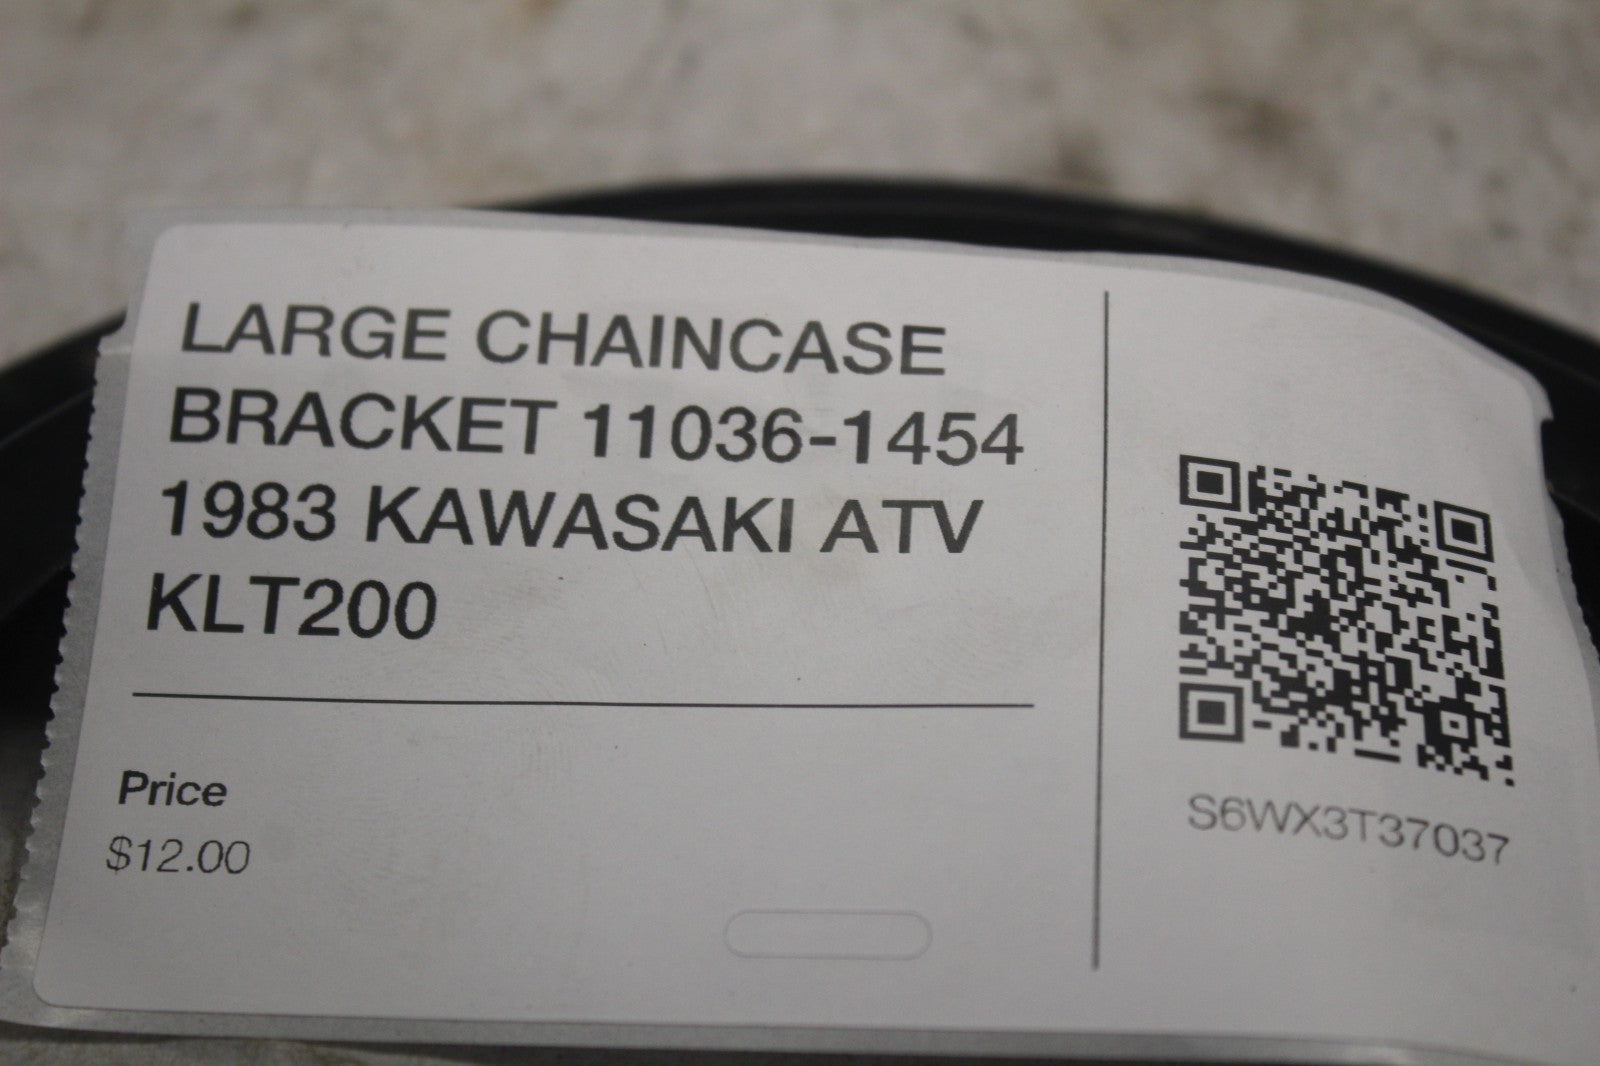 LARGE CHAINCASE
BRACKET 11036-1454
1983 KAWASAKI ATV
KLT200
Price
$12.00
S6WX3T37037